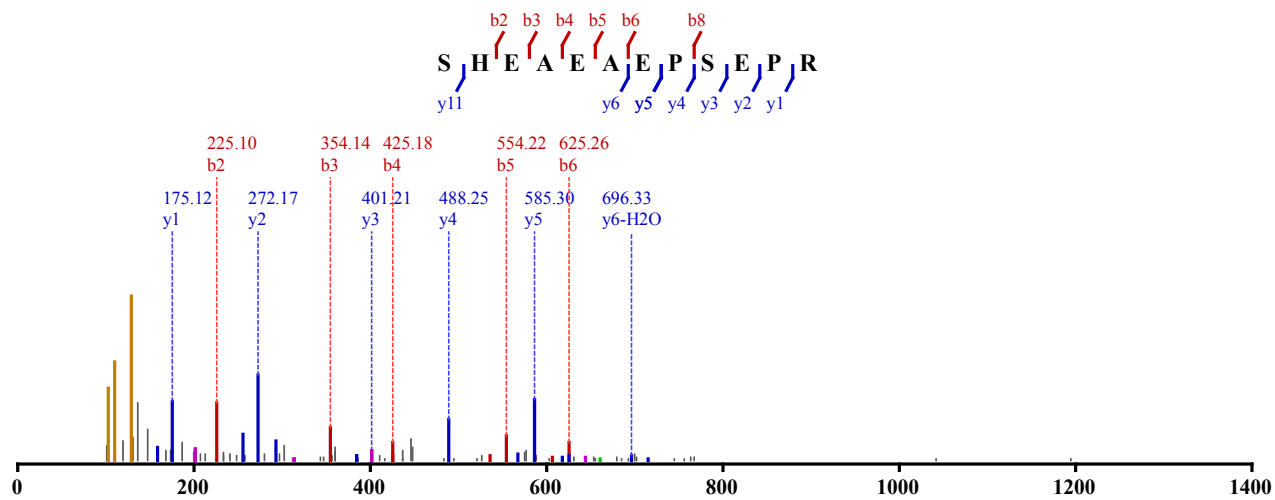 b2 b3 b4 b5 b6 b8
S H E A E A E P S E P R
y11 y6 y5 y4 y3 y2 y1
225.10 354.14 425.18 554.22 625.26
b2 b3 b4 b5 b6
175.12 272.17 401.21 488.25 585.30 696.33
y1 y2 y3 y4 y5 y6-H2O
0 200 400 600 800 1000 1200 1400